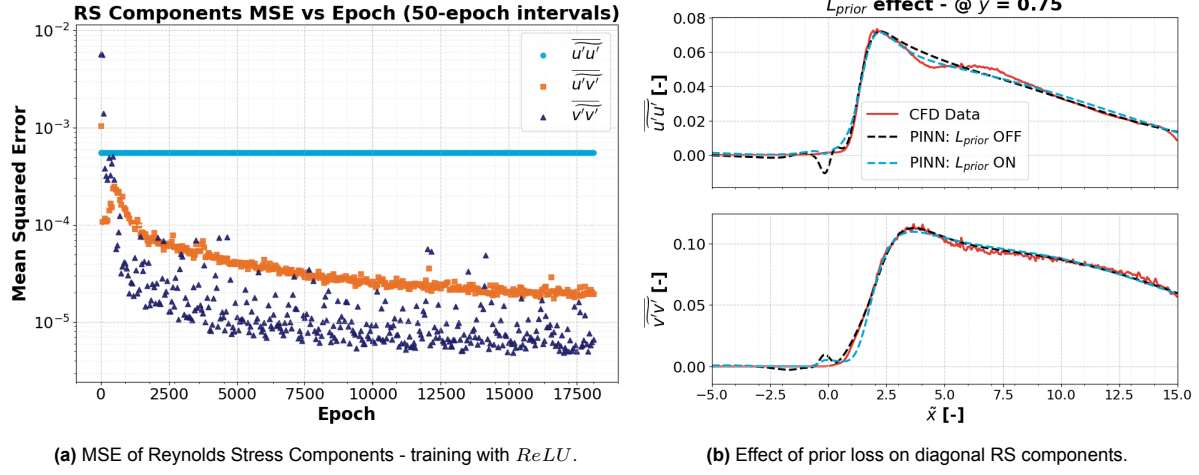 RS Components MSE vs Epoch (50-epoch intervals)
10⁻²
10⁻³
10⁻⁴
10⁻⁵
Mean Squared Error
u'u'
u'v'
v'v'
0
2500
5000
7500
10000
12500
15000
17500
Epoch
(a) MSE of Reynolds Stress Components - training with ReLU.
L_prior effect - @ y = 0.75
0.08
0.06
0.04
0.02
0.00
u'u' [-]
CFD Data
PINN: L_prior OFF
PINN: L_prior ON
0.10
0.05
0.00
v'v' [-]
-5.0
-2.5
0.0
2.5
5.0
7.5
10.0
12.5
15.0
x̃ [-]
(b) Effect of prior loss on diagonal RS components.